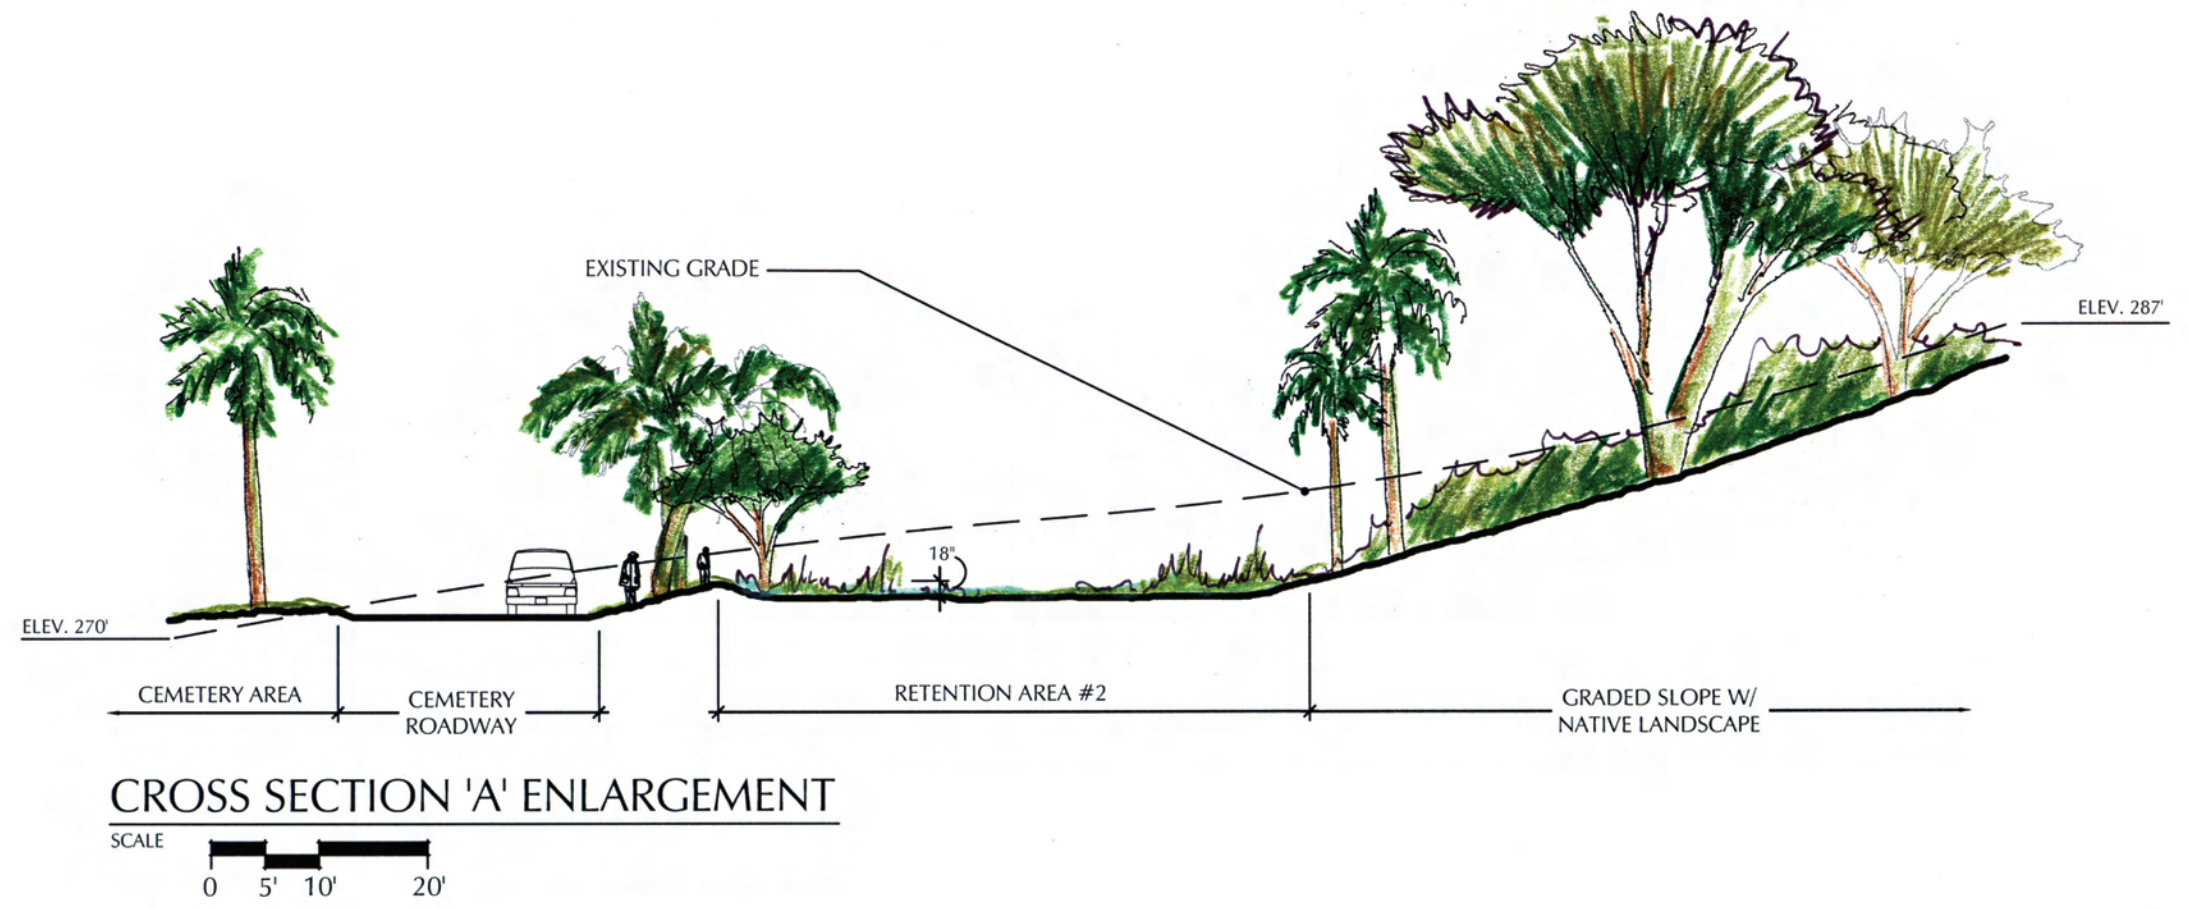 EXISTING GRADE
ELEV. 287'
18"
ELEV. 270'
CEMETERY AREA
CEMETERY
ROADWAY
RETENTION AREA #2
GRADED SLOPE W/
NATIVE LANDSCAPE
CROSS SECTION 'A' ENLARGEMENT
SCALE
0 5' 10' 20'